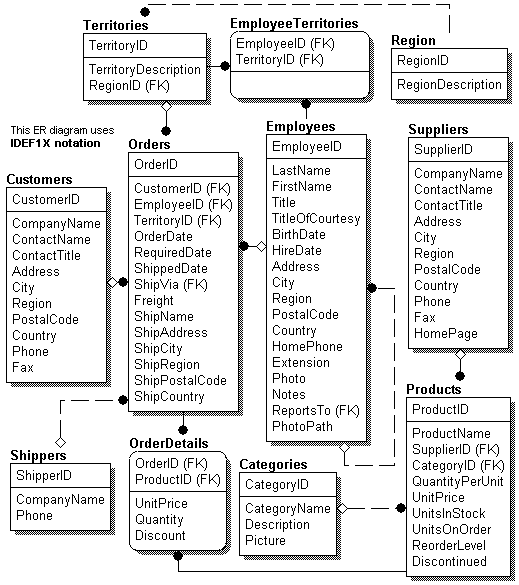 Territories
TerritoryID
TerritoryDescription
RegionID (FK)
EmployeeTerritories
EmployeeID (FK)
TerritoryID (FK)
Region
RegionID
RegionDescription
This ER diagram uses
IDEF1X notation
Customers
CustomerID
CompanyName
ContactName
ContactTitle
Address
City
Region
PostalCode
Country
Phone
Fax
Orders
OrderID
CustomerID (FK)
EmployeeID (FK)
TerritoryID (FK)
OrderDate
RequiredDate
ShippedDate
ShipVia (FK)
Freight
ShipName
ShipAddress
ShipCity
ShipRegion
ShipPostalCode
ShipCountry
Employees
EmployeeID
LastName
FirstName
Title
TitleOfCourtesy
BirthDate
HireDate
Address
City
Region
PostalCode
Country
HomePhone
Extension
Photo
Notes
ReportsTo (FK)
PhotoPath
Suppliers
SupplierID
CompanyName
ContactName
ContactTitle
Address
City
Region
PostalCode
Country
Phone
Fax
HomePage
Shippers
ShipperID
CompanyName
Phone
OrderDetails
OrderID (FK)
ProductID (FK)
UnitPrice
Quantity
Discount
Categories
CategoryID
CategoryName
Description
Picture
Products
ProductID
ProductName
SupplierID (FK)
CategoryID (FK)
QuantityPerUnit
UnitPrice
UnitsInStock
UnitsOnOrder
ReorderLevel
Discontinued